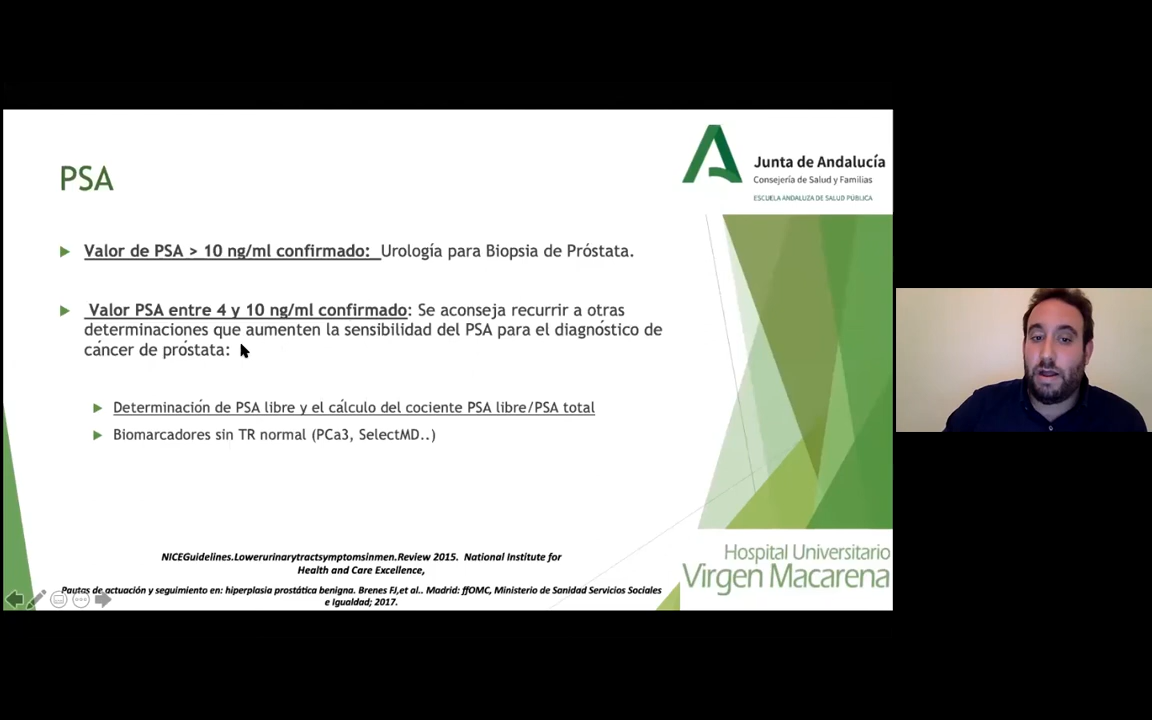 PSA
Junta de Andalucía
Consejería de Salud y Familias
ESCUELA ANDALUZA DE SALUD PÚBLICA
Valor de PSA > 10 ng/ml confirmado: Urología para Biopsia de Próstata.
Valor PSA entre 4 y 10 ng/ml confirmado: Se aconseja recurrir a otras
determinaciones que aumenten la sensibilidad del PSA para el diagnóstico de
cáncer de próstata:
Determinación de PSA libre y el cálculo del cociente PSA libre/PSA total
Biomarcadores sin TR normal (PCa3, SelectMD..)
NICEGuidelines.Lowerurinarytractsymptomsinmen.Review 2015. National Institute for
Health and Care Excellence,
Pautas de actuación y seguimiento en: hiperplasia prostática benigna. Brenes FJ,et al.. Madrid: ffOMC, Ministerio de Sanidad Servicios Sociales
e Igualdad; 2017.
Hospital Universitario
Virgen Macarena